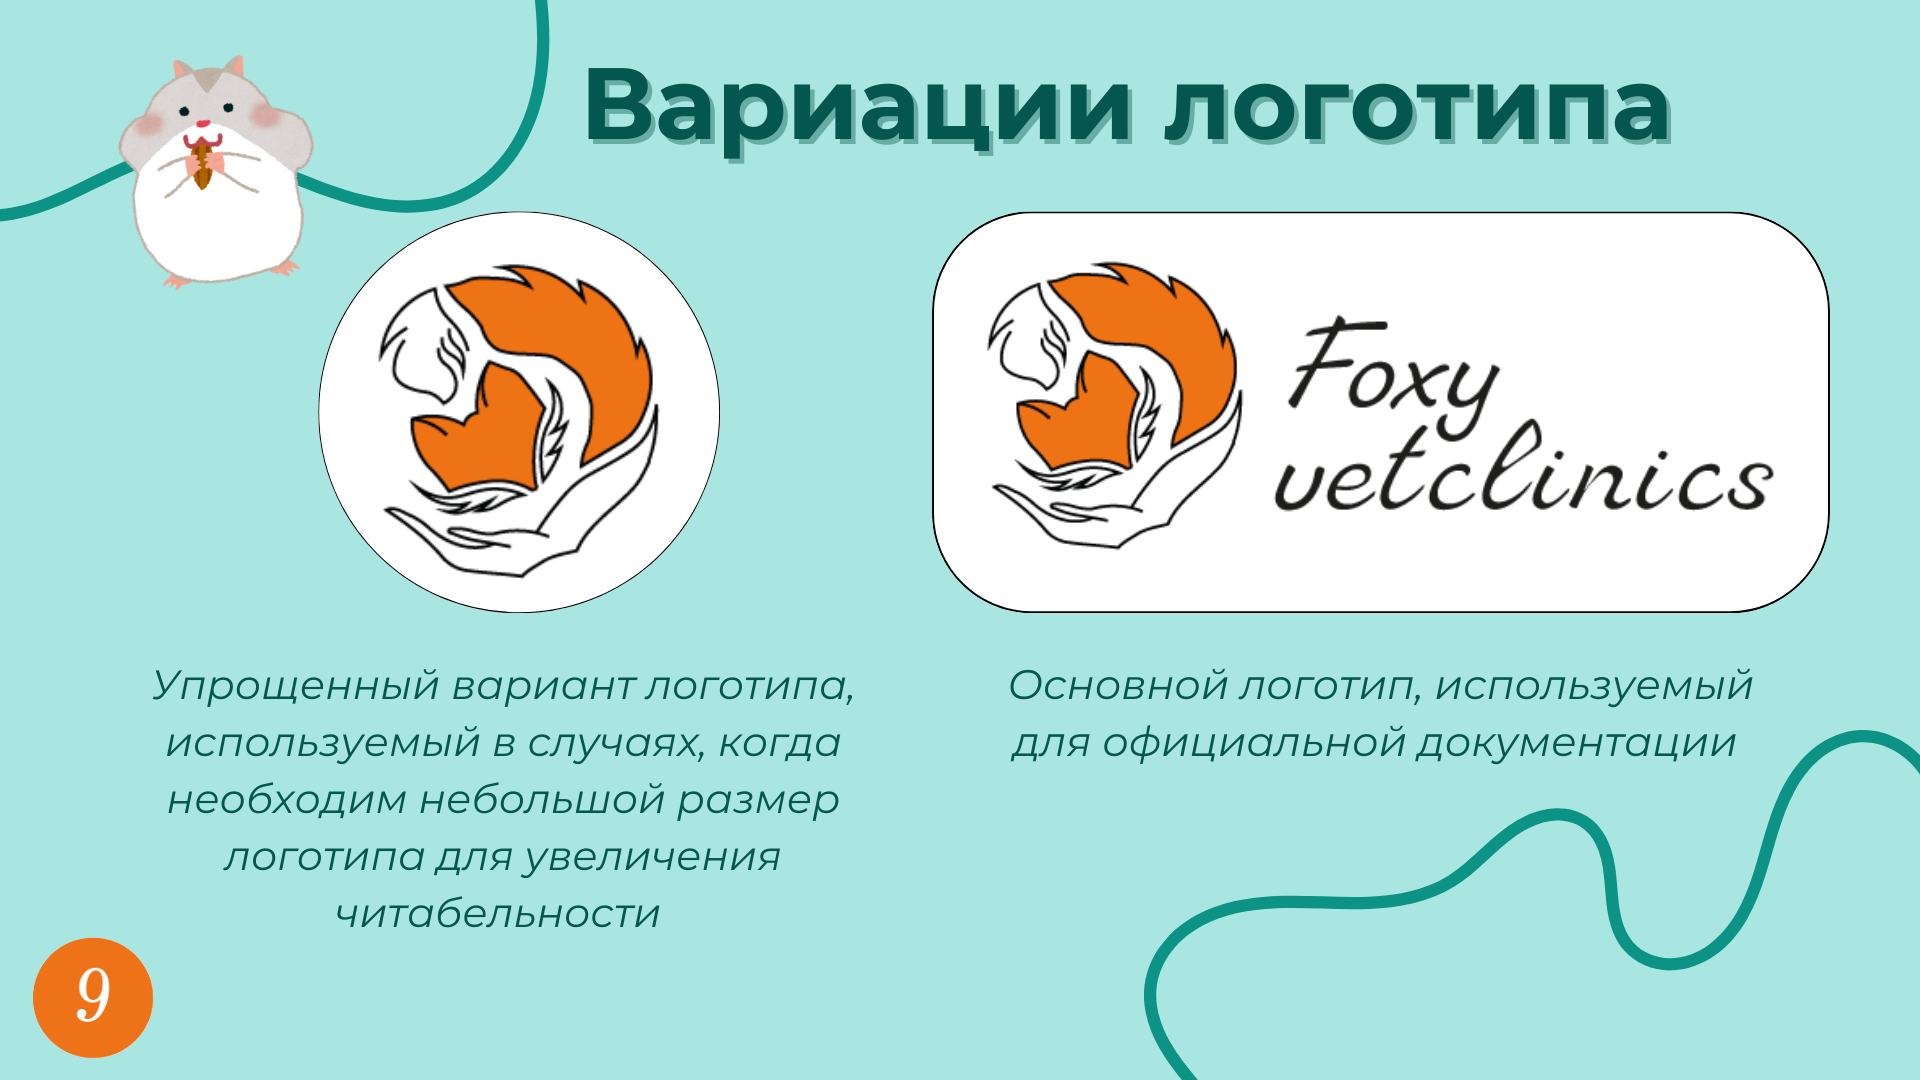 Вариации логотипа
Foxy
vetclinics
Упрощенный вариант логотипа,
используемый в случаях, когда
необходим небольшой размер
логотипа для увеличения
читабельности
Основной логотип, используемый
для официальной документации
9